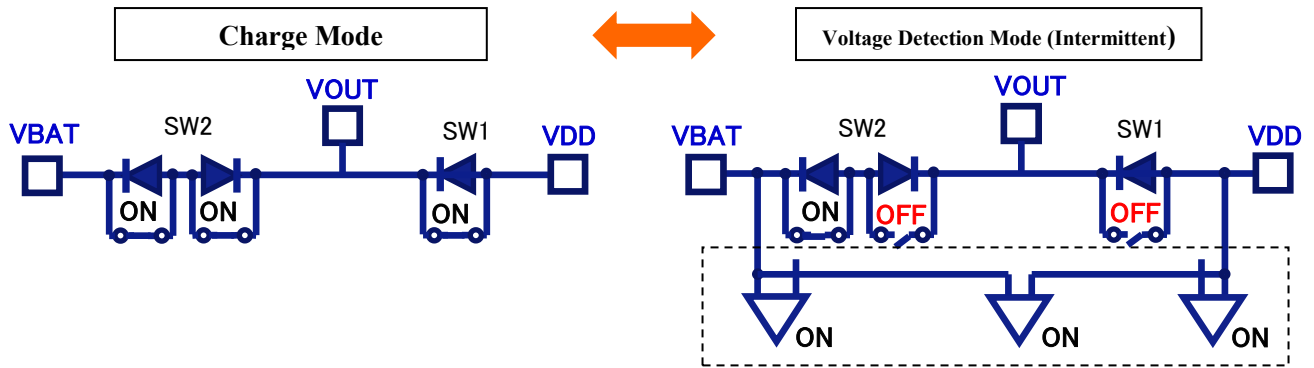 Charge Mode
Voltage Detection Mode (Intermittent)
VOUT
VBAT
SW2
SW1
VDD
ON
ON
ON
VOUT
VBAT
SW2
SW1
VDD
ON
OFF
OFF
ON
ON
ON